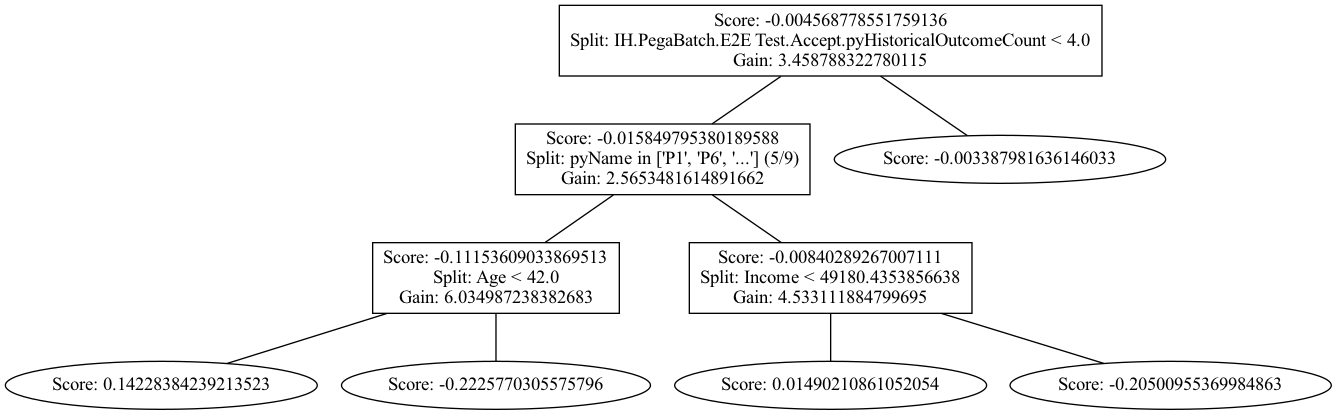 Score: -0.004568778551759136
Split: IH.PegaBatch.E2E Test.Accept.pyHistoricalOutcomeCount < 4.0
Gain: 3.458788322780115
Score: -0.015849795380189588
Split: pyName in ['P1', 'P6', '...'] (5/9)
Gain: 2.5653481614891662
Score: -0.003387981636146033
Score: -0.11153609033869513
Split: Age < 42.0
Gain: 6.034987238382683
Score: -0.00840289267007111
Split: Income < 49180.4353856638
Gain: 4.533111884799695
Score: 0.14228384239213523
Score: -0.2225770305575796
Score: 0.01490210861052054
Score: -0.20500955369984863